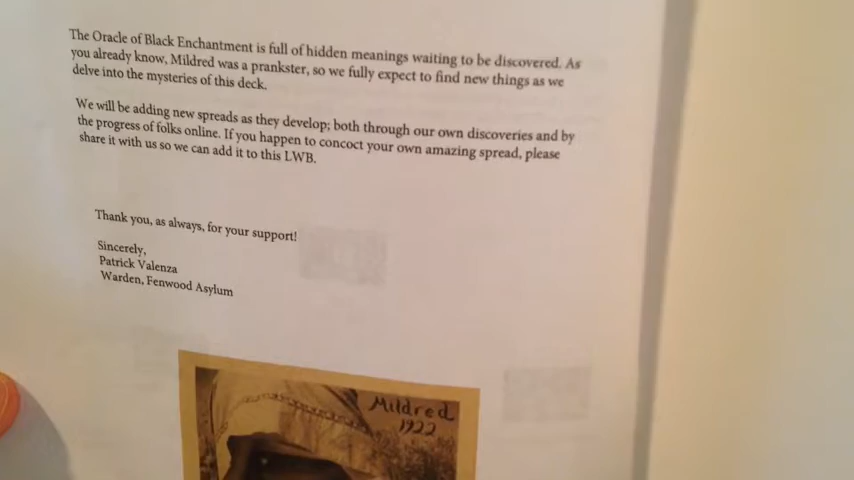 The Oracle of Black Enchantment is full of hidden meanings waiting to be discovered. As
you already know, Mildred was a prankster, so we fully expect to find new things as we
delve into the mysteries of this deck.
We will be adding new spreads as they develop; both through our own discoveries and by
the progress of folks online. If you happen to concoct your own amazing spread, please
share it with us so we can add it to this LWB.
Thank you, as always, for your support!
Sincerely,
Patrick Valenza
Warden, Fenwood Asylum
Mildred
1922